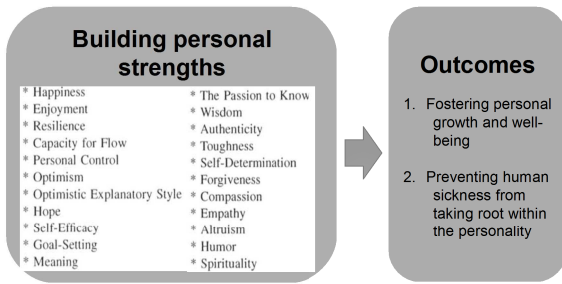 Building personal
strengths
* Happiness
* Enjoyment
* Resilience
* Capacity for Flow
* Personal Control
* Optimism
* Optimistic Explanatory Style
* Hope
* Self-Efficacy
* Goal-Setting
* Meaning
* The Passion to Know
* Wisdom
* Authenticity
* Toughness
* Self-Determination
* Forgiveness
* Compassion
* Empathy
* Altruism
* Humor
* Spirituality
Outcomes
1. Fostering personal
growth and well-
being
2. Preventing human
sickness from
taking root within
the personality